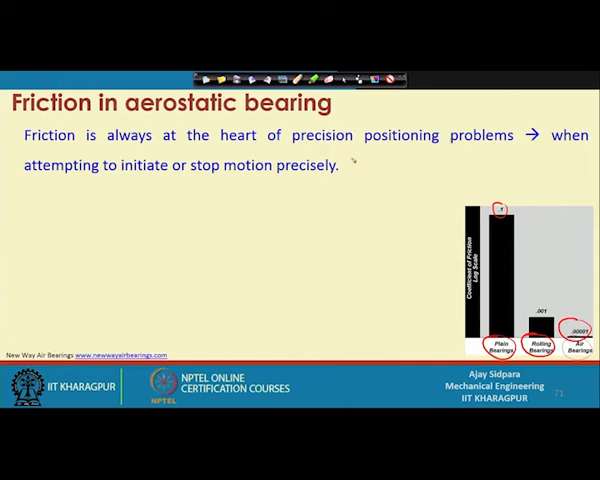 Friction in aerostatic bearing
Friction is always at the heart of precision positioning problems → when
attempting to initiate or stop motion precisely.
Coefficient of Friction
Log Scale
.001
.00001
Plain
Bearings
Rolling
Bearings
Air
Bearings
New Way Air Bearings www.newwayairbearings.com
IIT KHARAGPUR
NPTEL
NPTEL ONLINE
CERTIFICATION COURSES
Ajay Sidpara
Mechanical Engineering
IIT KHARAGPUR
71